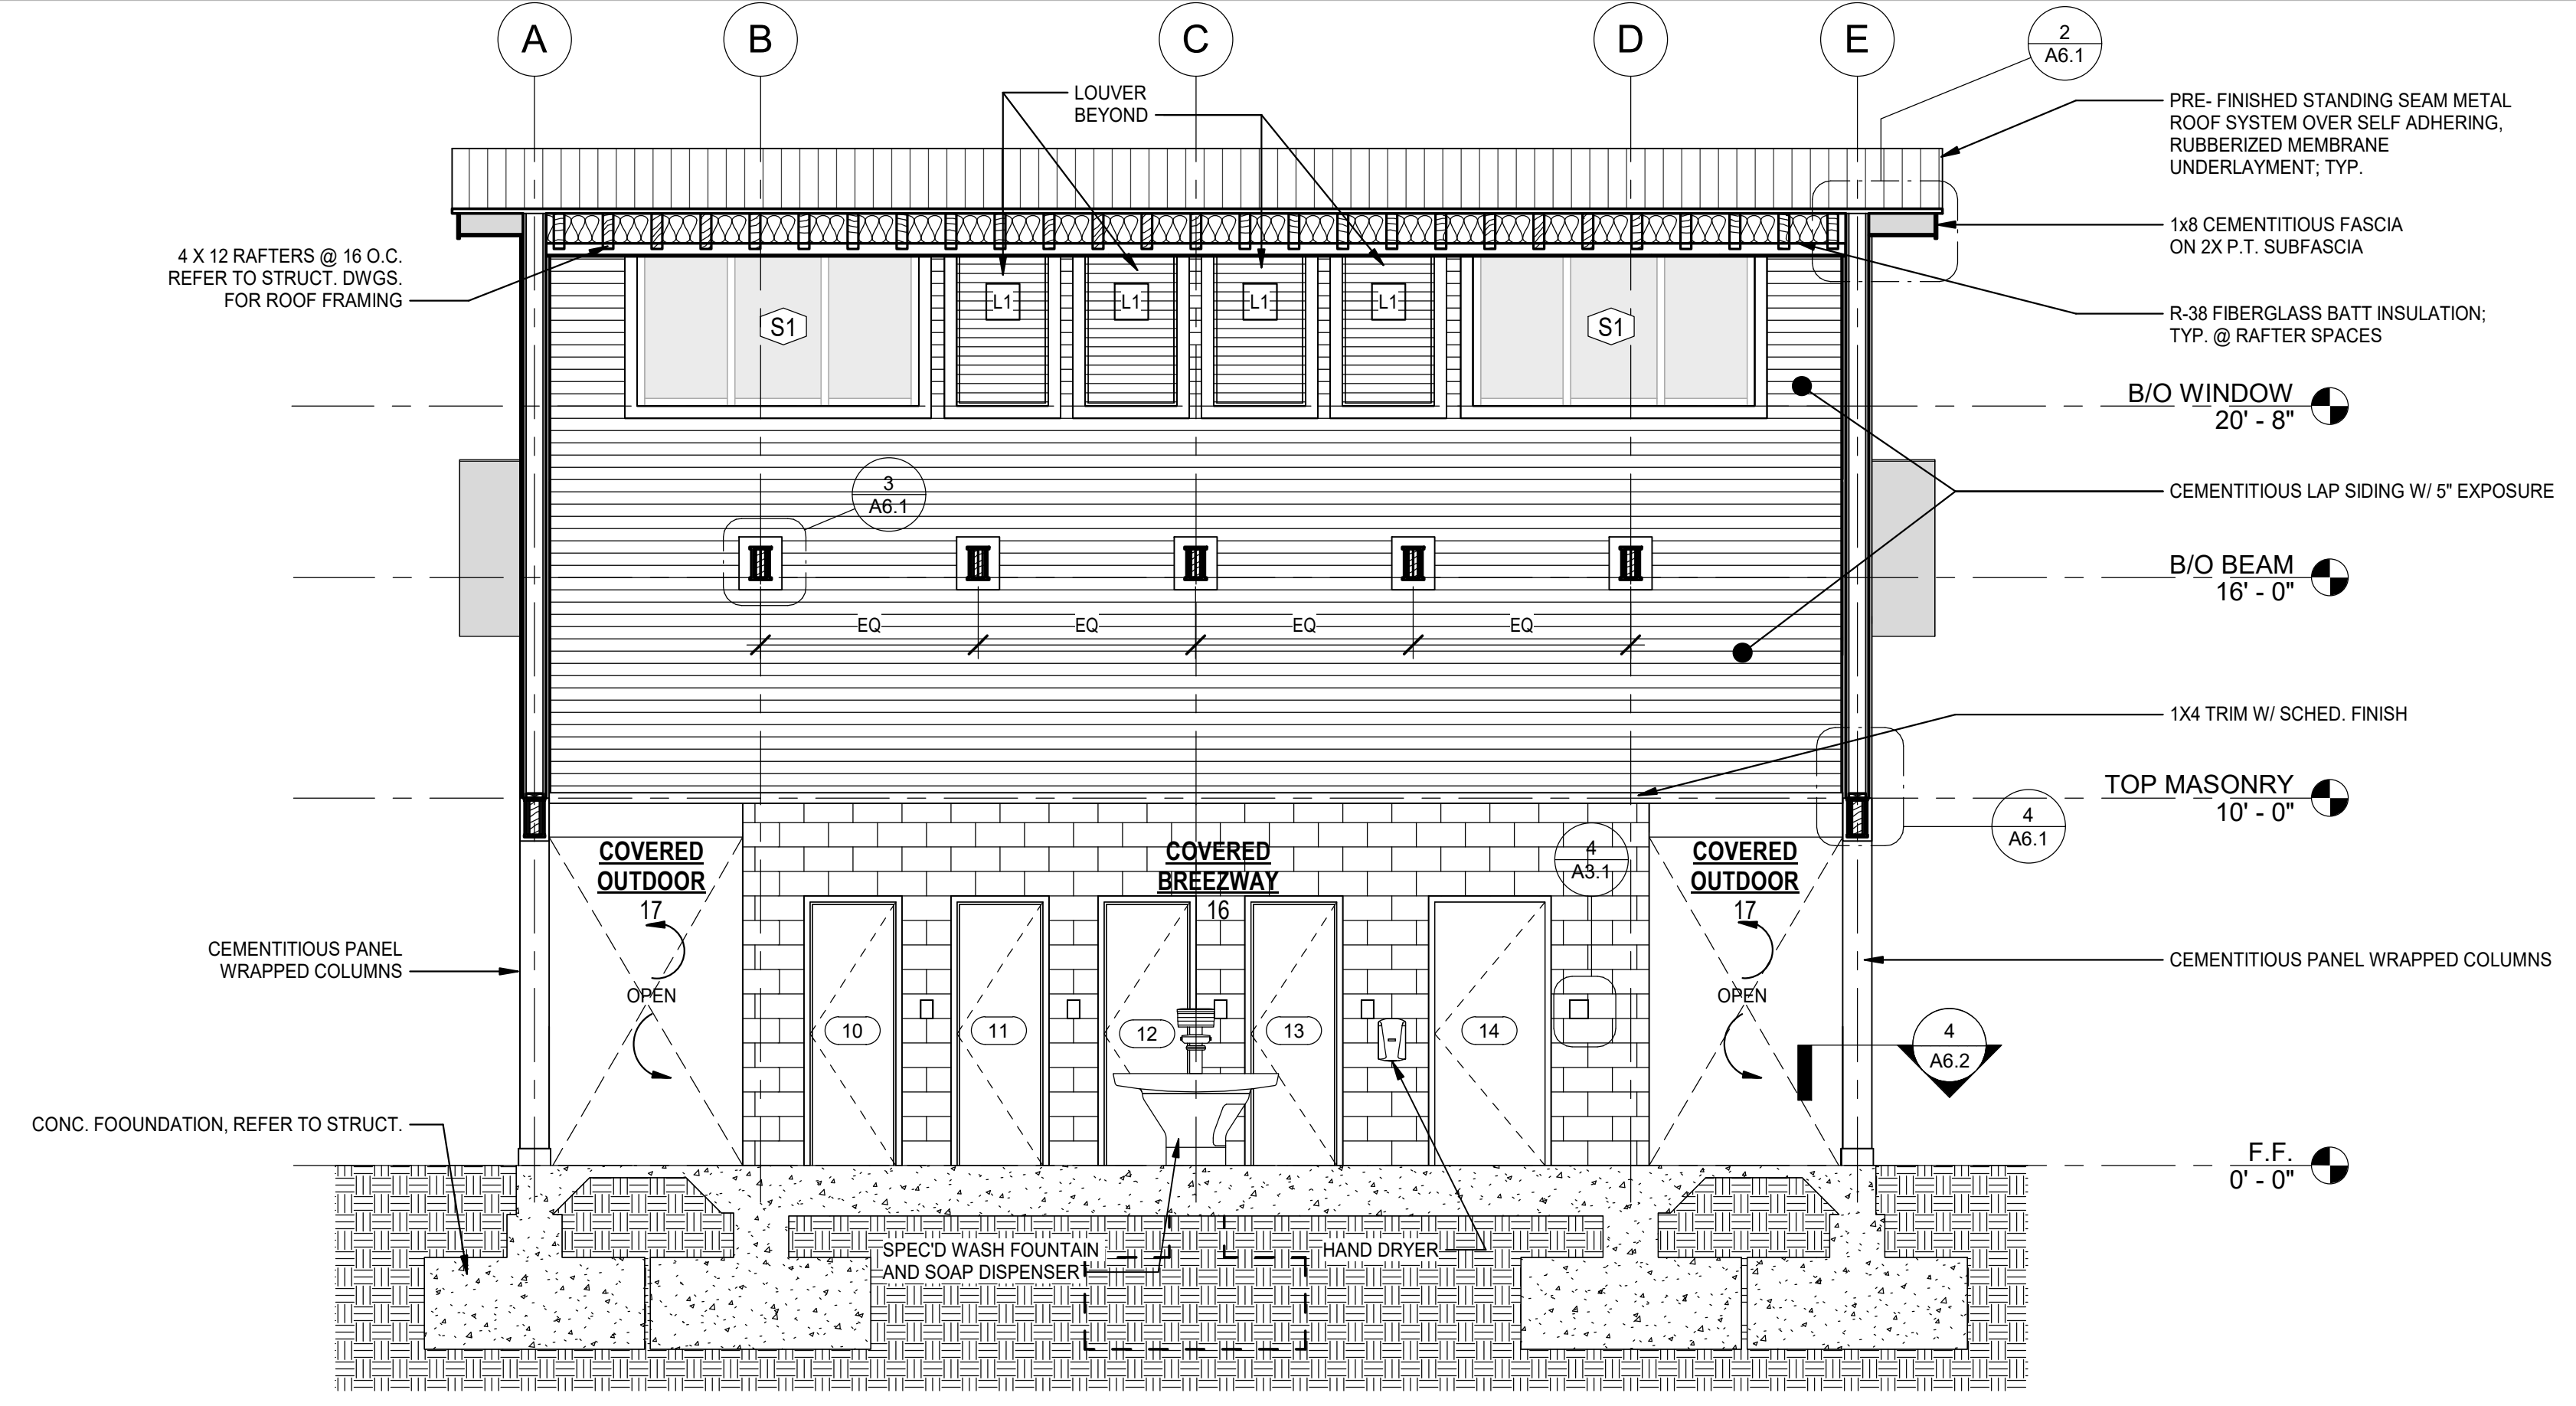 A
B
C
D
E
2
A6.1
LOUVER
BEYOND
PRE- FINISHED STANDING SEAM METAL
ROOF SYSTEM OVER SELF ADHERING,
RUBBERIZED MEMBRANE
UNDERLAYMENT; TYP.
1x8 CEMENTITIOUS FASCIA
ON 2X P.T. SUBFASCIA
4 X 12 RAFTERS @ 16 O.C.
REFER TO STRUCT. DWGS.
FOR ROOF FRAMING
S1
L1
L1
L1
L1
S1
R-38 FIBERGLASS BATT INSULATION;
TYP. @ RAFTER SPACES
B/O WINDOW
20' - 8"
3
A6.1
CEMENTITIOUS LAP SIDING W/ 5" EXPOSURE
B/O BEAM
16' - 0"
EQ
EQ
EQ
EQ
1X4 TRIM W/ SCHED. FINISH
TOP MASONRY
10' - 0"
4
A6.1
COVERED
OUTDOOR
17
COVERED
BREEZWAY
16
4
A3.1
COVERED
OUTDOOR
17
CEMENTITIOUS PANEL
WRAPPED COLUMNS
CEMENTITIOUS PANEL WRAPPED COLUMNS
OPEN
OPEN
10
11
12
13
14
4
A6.2
CONC. FOOUNDATION, REFER TO STRUCT.
F.F.
0' - 0"
SPEC'D WASH FOUNTAIN
AND SOAP DISPENSER
HAND DRYER